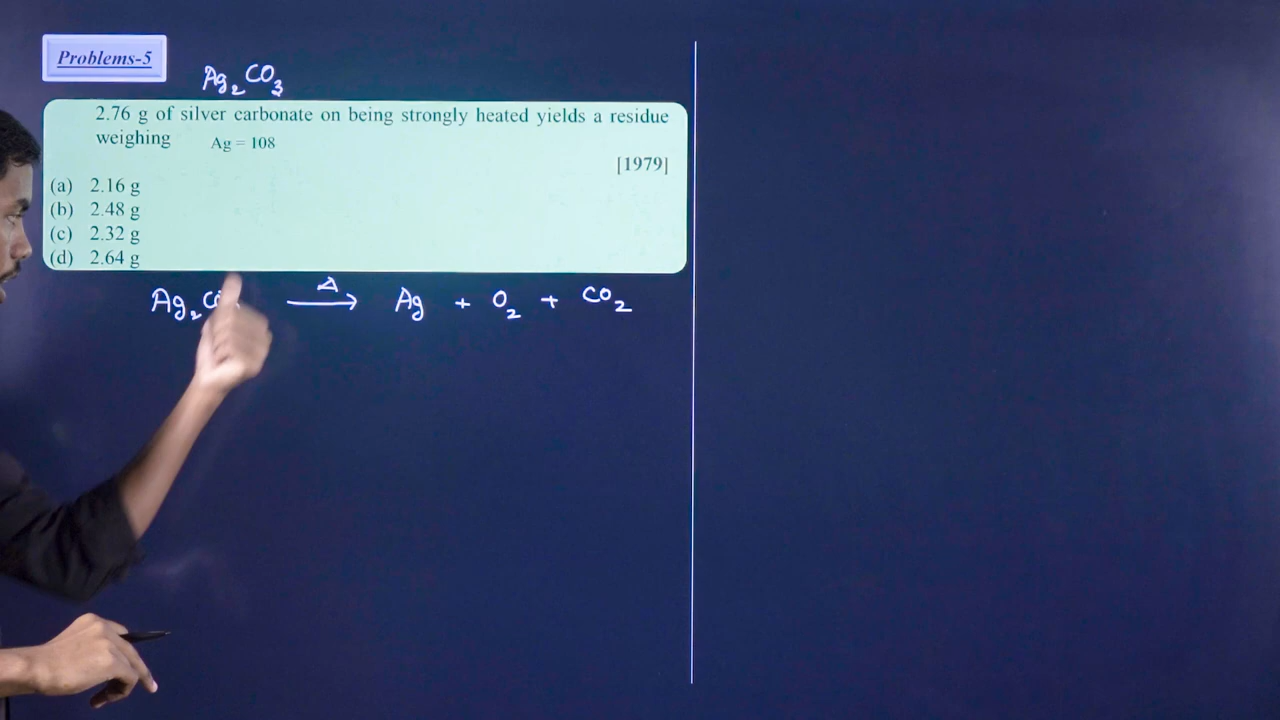 Problems-5
Ag₂CO₃
2.76 g of silver carbonate on being strongly heated yields a residue
weighing Ag = 108
[1979]
(a) 2.16 g
(b) 2.48 g
(c) 2.32 g
(d) 2.64 g
Ag₂CO Δ→ Ag + O₂ + CO₂